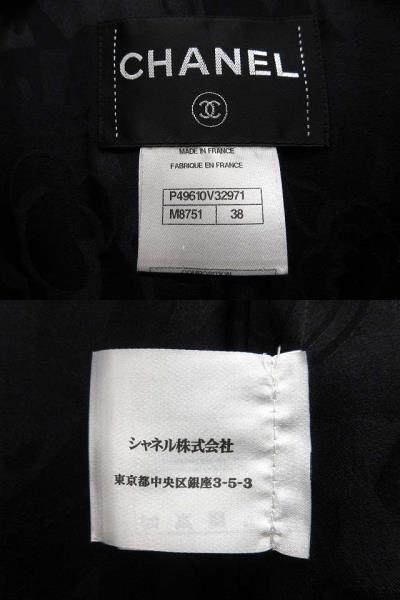 CHANEL
MADE IN FRANCE
FABRIQUE EN FRANCE
P49610V32971
M8751 38
シャネル株式会社
東京都中央区銀座3-5-3